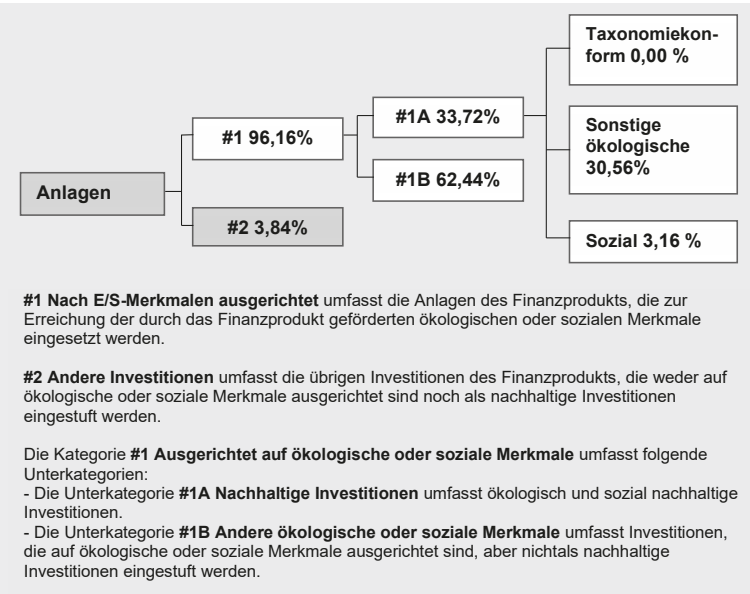 Anlagen
#1 96,16%
#2 3,84%
#1A 33,72%
#1B 62,44%
Taxonomiekon-
form 0,00 %
Sonstige
ökologische
30,56%
Sozial 3,16 %
#1 Nach E/S-Merkmalen ausgerichtet umfasst die Anlagen des Finanzprodukts, die zur
Erreichung der durch das Finanzprodukt geförderten ökologischen oder sozialen Merkmale
eingesetzt werden.
#2 Andere Investitionen umfasst die übrigen Investitionen des Finanzprodukts, die weder auf
ökologische oder soziale Merkmale ausgerichtet sind noch als nachhaltige Investitionen
eingestuft werden.
Die Kategorie #1 Ausgerichtet auf ökologische oder soziale Merkmale umfasst folgende
Unterkategorien:
- Die Unterkategorie #1A Nachhaltige Investitionen umfasst ökologisch und sozial nachhaltige
Investitionen.
- Die Unterkategorie #1B Andere ökologische oder soziale Merkmale umfasst Investitionen,
die auf ökologische oder soziale Merkmale ausgerichtet sind, aber nichtals nachhaltige
Investitionen eingestuft werden.